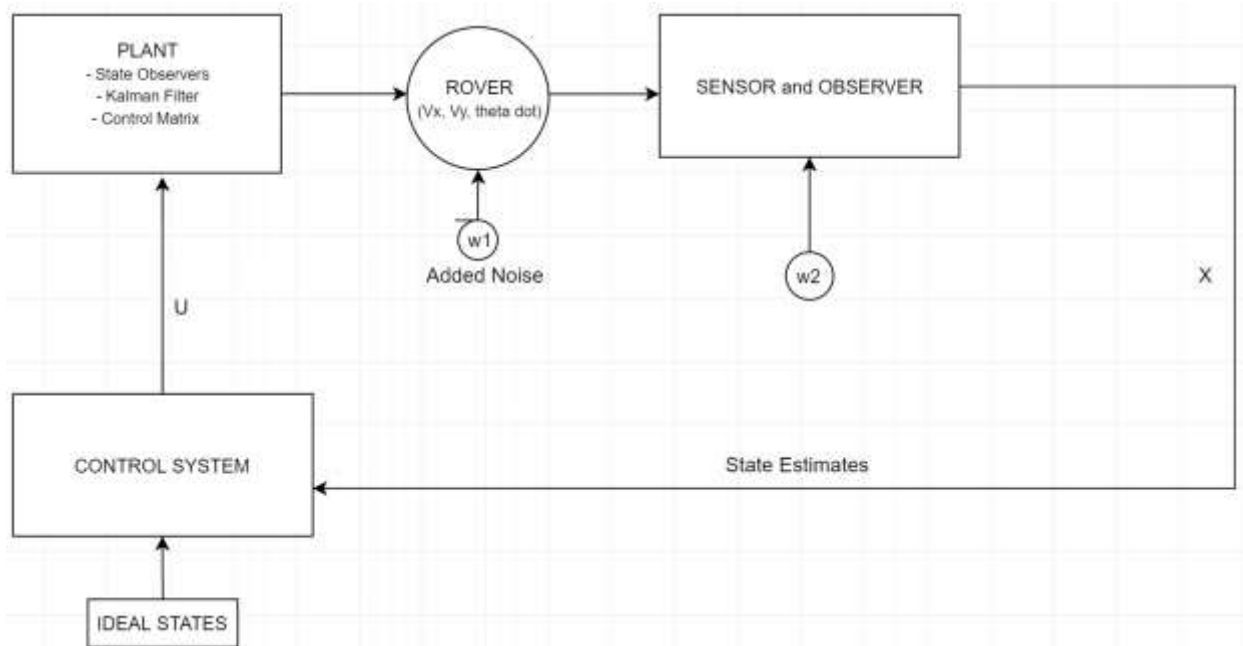 PLANT
- State Observers
- Kalman Filter
- Control Matrix
ROVER
(Vx, Vy, theta dot)
SENSOR and OBSERVER
w1
Added Noise
w2
X
U
CONTROL SYSTEM
State Estimates
IDEAL STATES